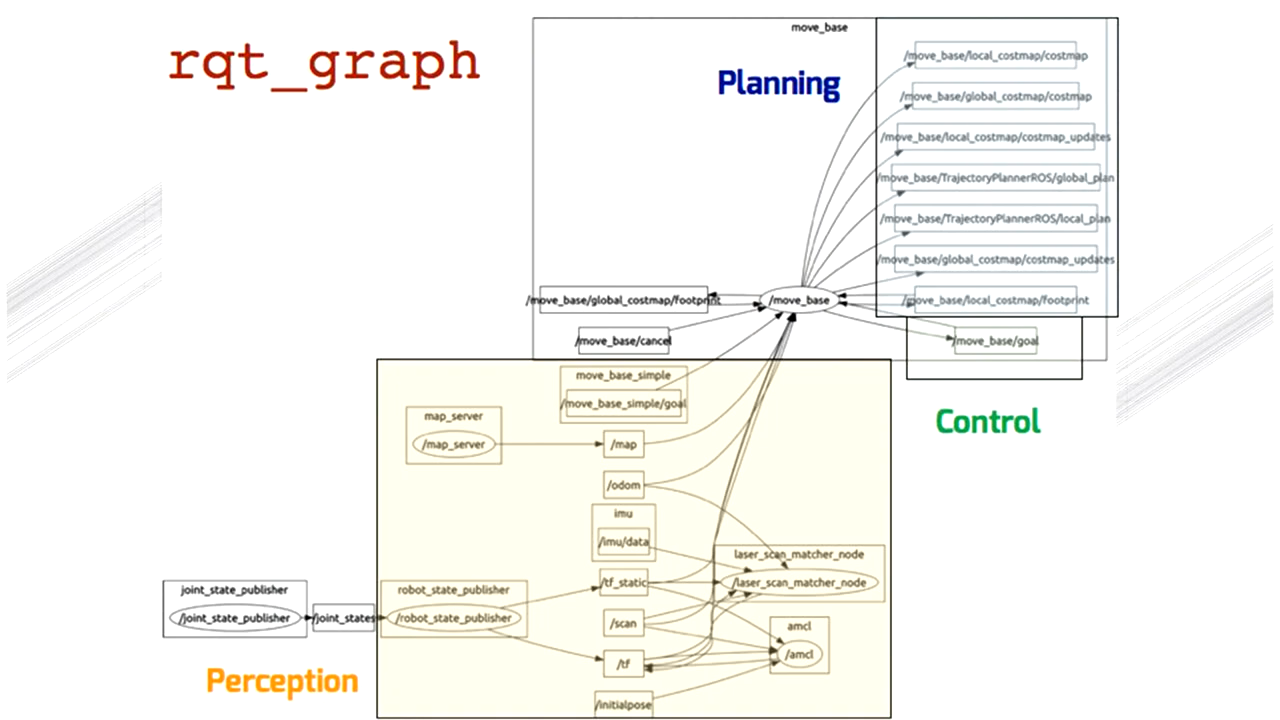 rqt_graph
move_base
Planning
/move_base/local_costmap/costmap
/move_base/global_costmap/costmap
/move_base/local_costmap/costmap_updates
/move_base/TrajectoryPlannerROS/global_plan
/move_base/TrajectoryPlannerROS/local_plan
/move_base/global_costmap/costmap_updates
/move_base/global_costmap/footprint
/move_base
/move_base/local_costmap/footprint
/move_base/cancel
/move_base/goal
move_base_simple
/move_base_simple/goal
Control
map_server
/map_server
/map
/odom
imu
/imu/data
laser_scan_matcher_node
/laser_scan_matcher_node
joint_state_publisher
/joint_state_publisher
/joint_states
robot_state_publisher
/robot_state_publisher
/tf_static
/scan
amcl
/amcl
/tf
Perception
/initialpose